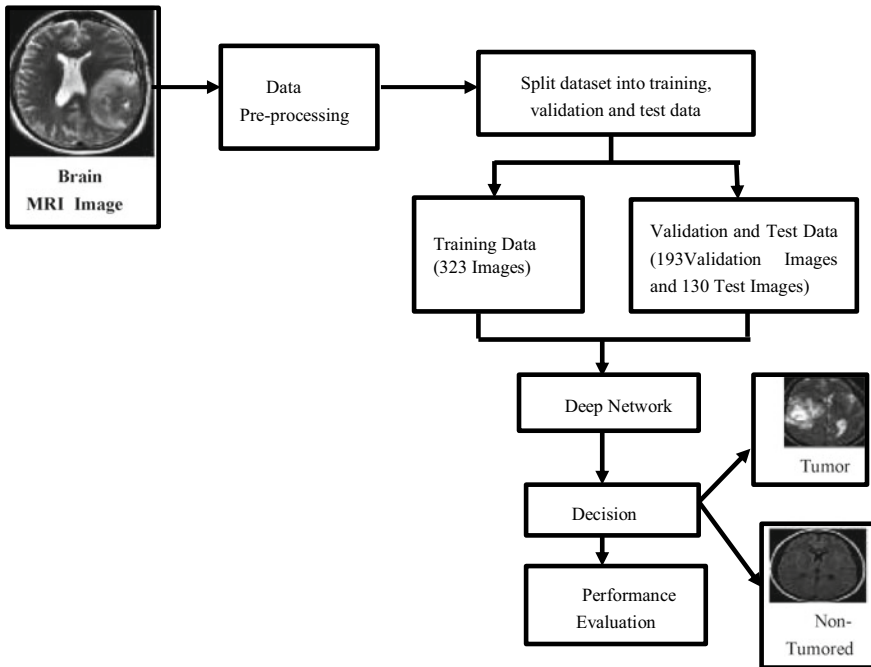 Brain
MRI Image
Data
Pre-processing
Split dataset into training,
validation and test data
Training Data
(323 Images)
Validation and Test Data
(193Validation Images
and 130 Test Images)
Deep Network
Tumor
Decision
Non-
Tumored
Performance
Evaluation